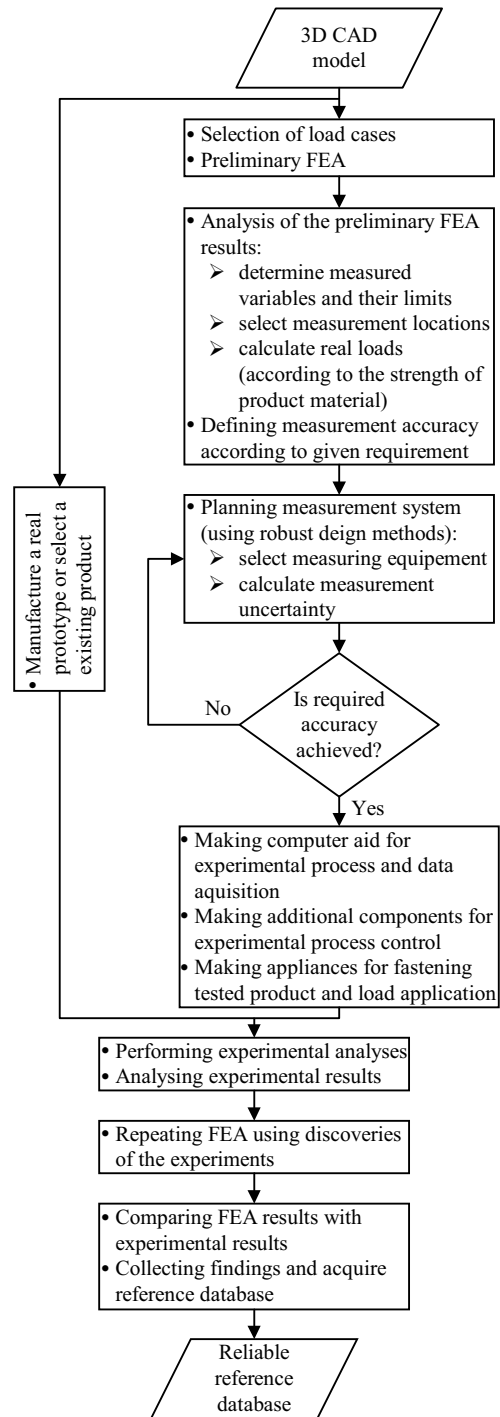 3D CAD
model
• Selection of load cases
• Preliminary FEA
• Analysis of the preliminary FEA
results:
➢ determine measured
variables and their limits
➢ select measurement locations
➢ calculate real loads
(according to the strength of
product material)
• Defining measurement accuracy
according to given requirement
• Manufacture a real
prototype or select a
existing product
• Planning measurement system
(using robust deign methods):
➢ select measuring equipement
➢ calculate measurement
uncertainty
Is required
accuracy
achieved?
No
Yes
• Making computer aid for
experimental process and data
aquisition
• Making additional components for
experimental process control
• Making appliances for fastening
tested product and load application
• Performing experimental analyses
• Analysing experimental results
• Repeating FEA using discoveries
of the experiments
• Comparing FEA results with
experimental results
• Collecting findings and acquire
reference database
Reliable
reference
database